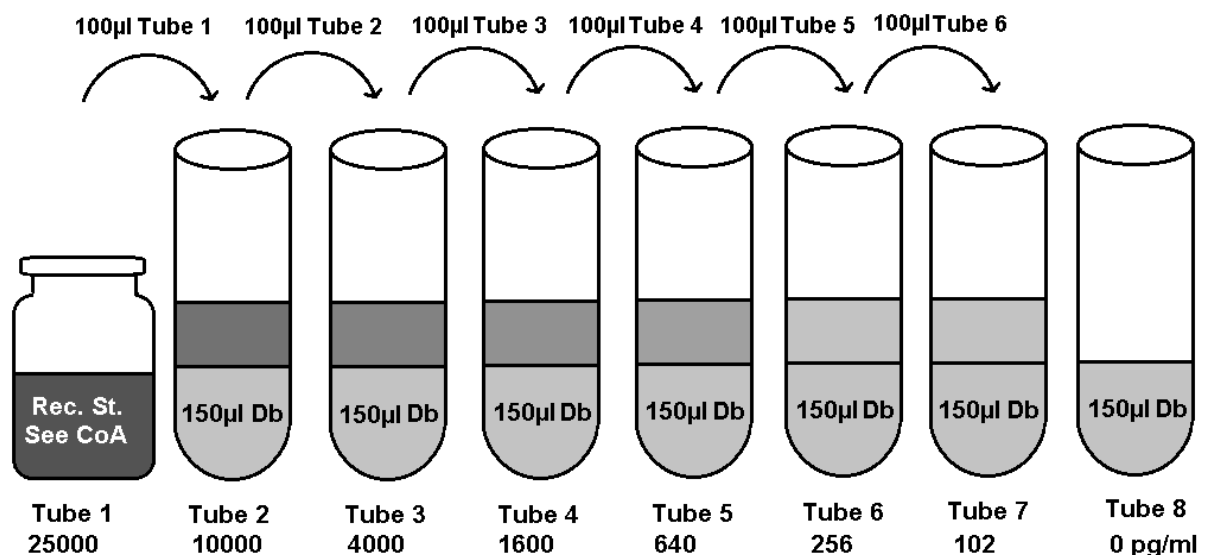 100µl Tube 1 100µl Tube 2 100µl Tube 3 100µl Tube 4 100µl Tube 5 100µl Tube 6
Rec. St.
See CoA
150µl Db 150µl Db 150µl Db 150µl Db 150µl Db 150µl Db 150µl Db
Tube 1 Tube 2 Tube 3 Tube 4 Tube 5 Tube 6 Tube 7 Tube 8
25000 10000 4000 1600 640 256 102 0 pg/ml